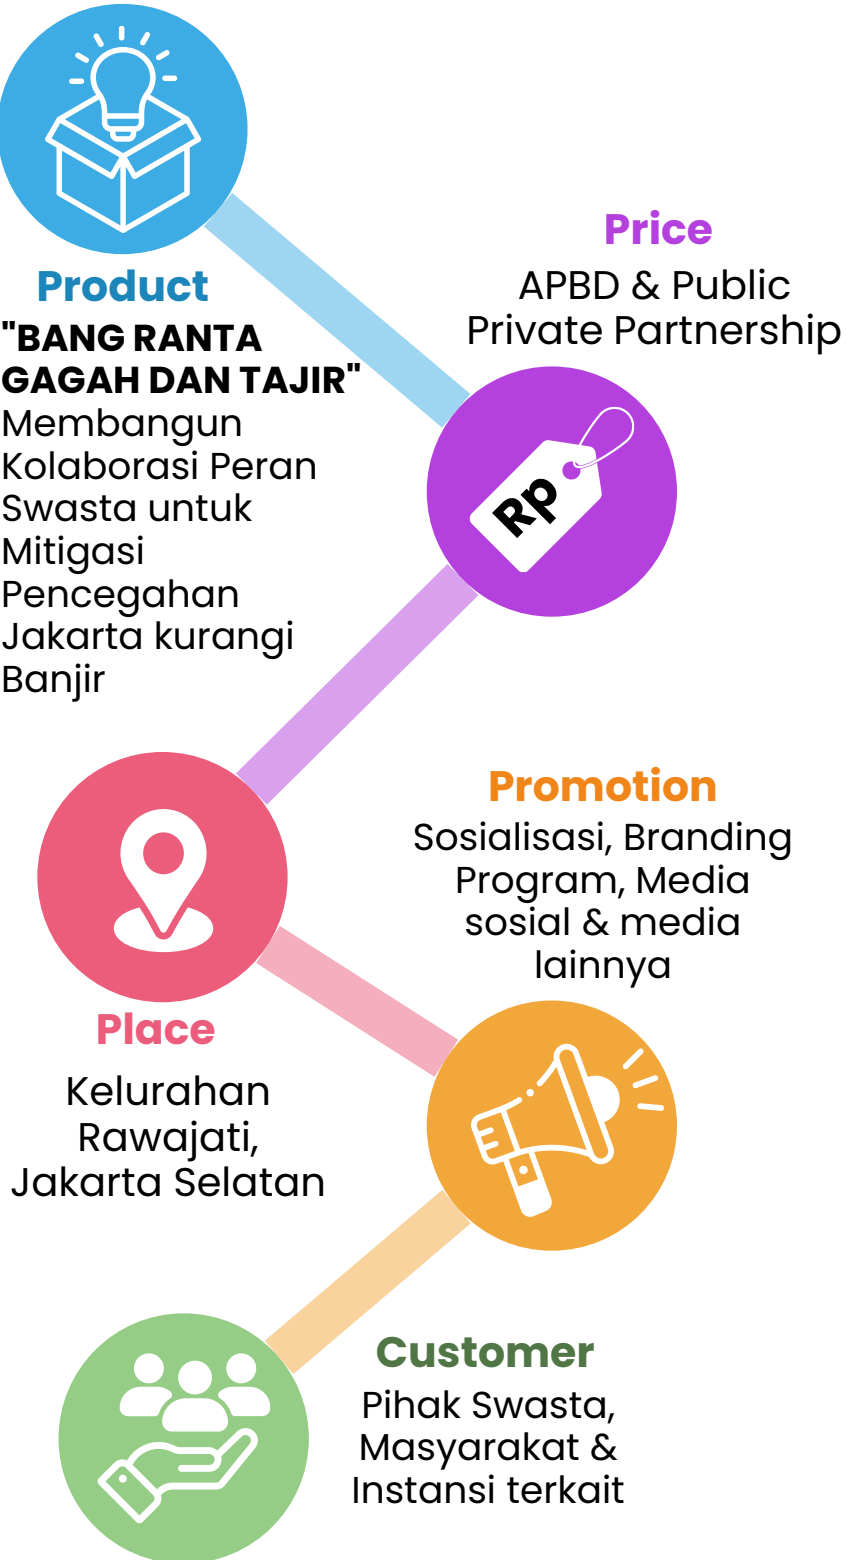 Product
"BANG RANTA
GAGAH DAN TAJIR"
Membangun
Kolaborasi Peran
Swasta untuk
Mitigasi
Pencegahan
Jakarta kurangi
Banjir
Price
APBD & Public
Private Partnership
Rp
Place
Kelurahan
Rawajati,
Jakarta Selatan
Promotion
Sosialisasi, Branding
Program, Media
sosial & media
lainnya
Customer
Pihak Swasta,
Masyarakat &
Instansi terkait